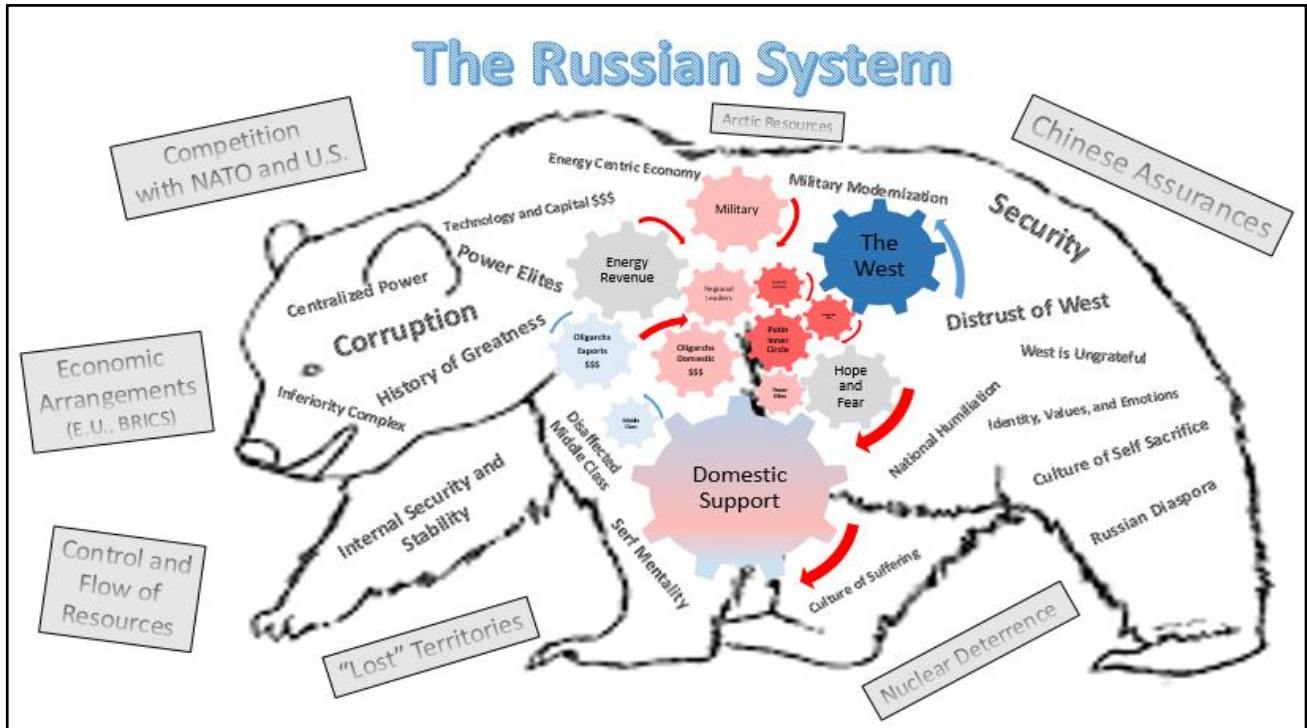 The Russian System
Competition
with NATO and U.S.
Arctic Resources
Chinese Assurances
Energy Centric Economy
Military Modernization
Technology and Capital $$$
Military
Security
Power Elites
Energy
Revenue
The
West
Centralized Power
Regional
Leaders
Corruption
Distrust of West
History of Greatness
Oligarchs
Exports
$$$
Oligarchs
Domestic
$$$
Putin
Inner
Circle
West is Ungrateful
Economic
Arrangements
(E.U., BRICS)
Inferiority Complex
Hope
and
Fear
Power
Elites
Middle
Class
Identity, Values, and Emotions
Disaffected
Middle Class
National Humiliation
Culture of Self Sacrifice
Domestic
Support
Internal Security and
Stability
Russian Diaspora
Serf Mentality
Culture of Suffering
Control and
Flow of
Resources
"Lost" Territories
Nuclear Deterrence